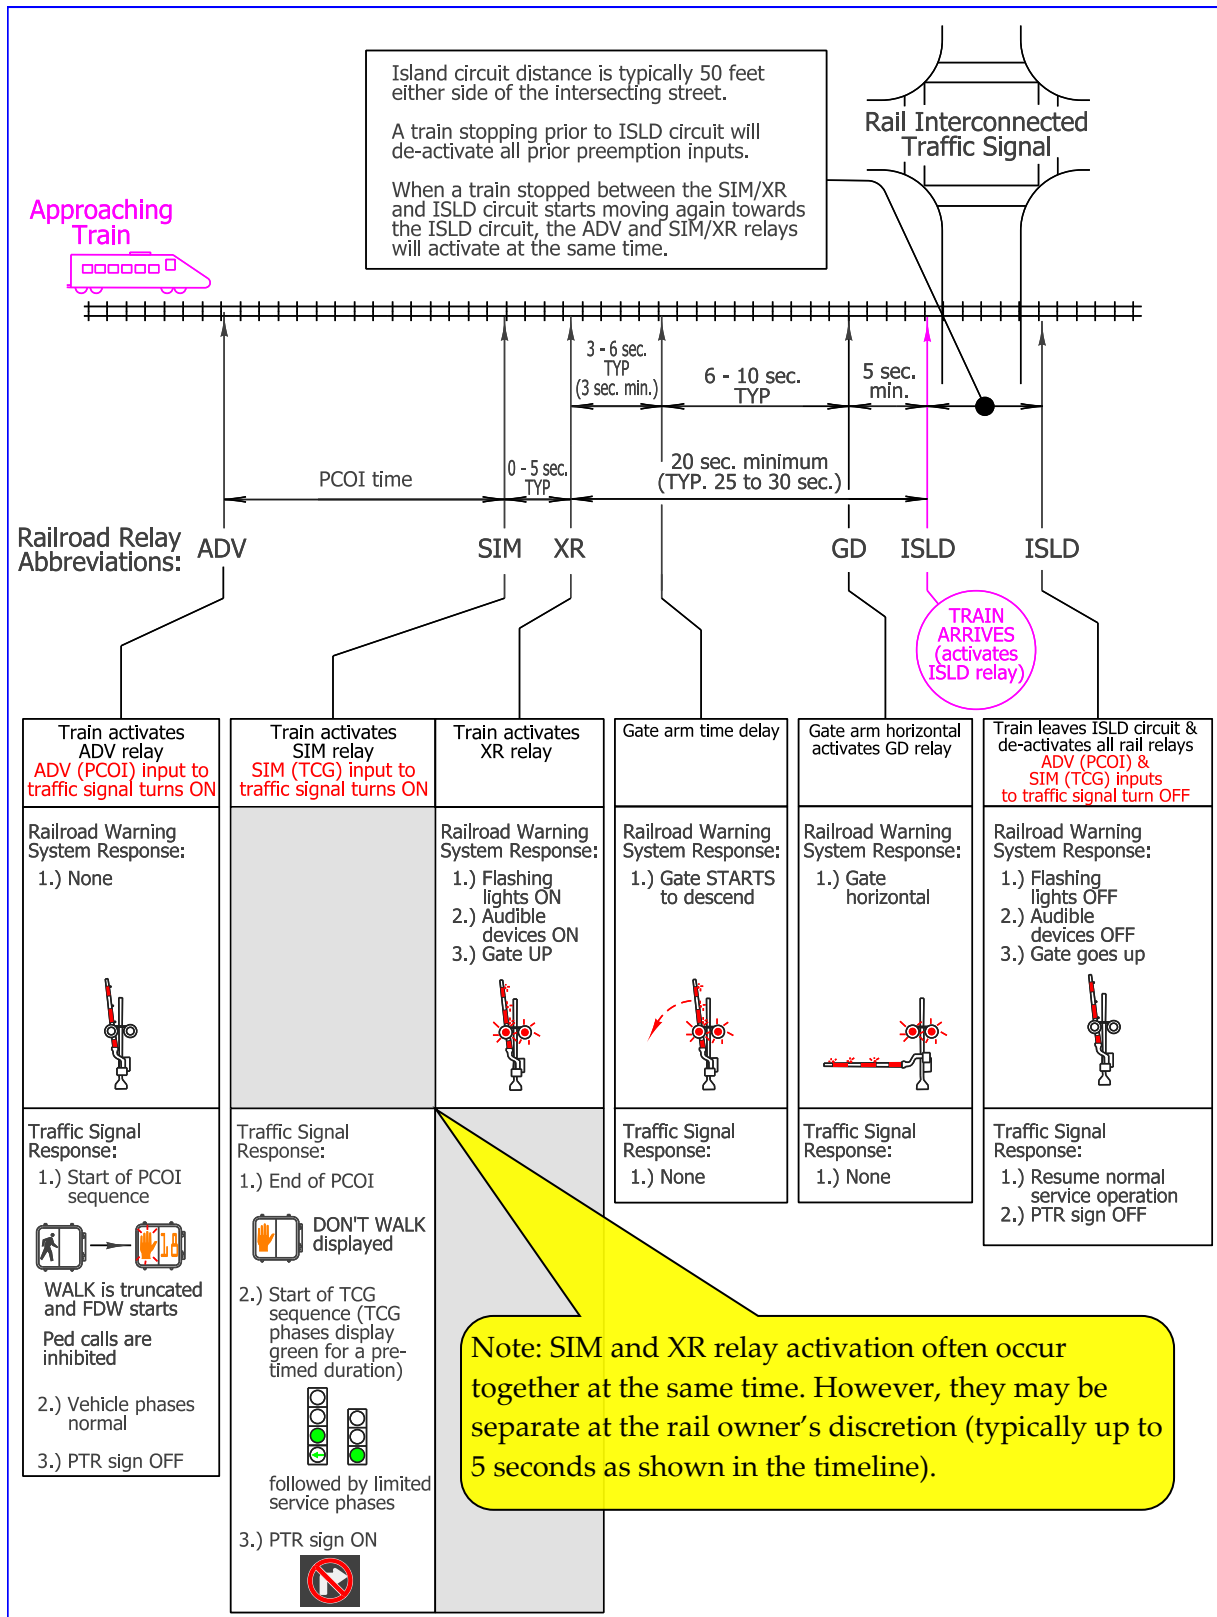 Island circuit distance is typically 50 feet
either side of the intersecting street.
A train stopping prior to ISLD circuit will
de-activate all prior preemption inputs.
When a train stopped between the SIM/XR
and ISLD circuit starts moving again towards
the ISLD circuit, the ADV and SIM/XR relays
will activate at the same time.
Rail Interconnected
Traffic Signal
Approaching
Train
3 - 6 sec.
TYP
(3 sec. min.)
6 - 10 sec.
TYP
5 sec.
min.
PCOI time
0 - 5 sec.
TYP
20 sec. minimum
(TYP. 25 to 30 sec.)
Railroad Relay
Abbreviations:
ADV
SIM
XR
GD
ISLD
ISLD
TRAIN
ARRIVES
(activates
ISLD relay)
Train activates
ADV relay
ADV (PCOI) input to
traffic signal turns ON
Railroad Warning
System Response:
1.) None
Traffic Signal
Response:
1.) Start of PCOI
sequence
18
WALK is truncated
and FDW starts
Ped calls are
inhibited
2.) Vehicle phases
normal
3.) PTR sign OFF
Train activates
SIM relay
SIM (TCG) input to
traffic signal turns ON
Traffic Signal
Response:
1.) End of PCOI
DON'T WALK
displayed
2.) Start of TCG
sequence (TCG
phases display
green for a pre-
timed duration)
followed by limited
service phases
3.) PTR sign ON
Train activates
XR relay
Railroad Warning
System Response:
1.) Flashing
lights ON
2.) Audible
devices ON
3.) Gate UP
Gate arm time delay
Railroad Warning
System Response:
1.) Gate STARTS
to descend
Traffic Signal
Response:
1.) None
Gate arm horizontal
activates GD relay
Railroad Warning
System Response:
1.) Gate
horizontal
Traffic Signal
Response:
1.) None
Train leaves ISLD circuit &
de-activates all rail relays
ADV (PCOI) &
SIM (TCG) inputs
to traffic signal turn OFF
Railroad Warning
System Response:
1.) Flashing
lights OFF
2.) Audible
devices OFF
3.) Gate goes up
Traffic Signal
Response:
1.) Resume normal
service operation
2.) PTR sign OFF
Note: SIM and XR relay activation often occur
together at the same time. However, they may be
separate at the rail owner’s discretion (typically up to
5 seconds as shown in the timeline).